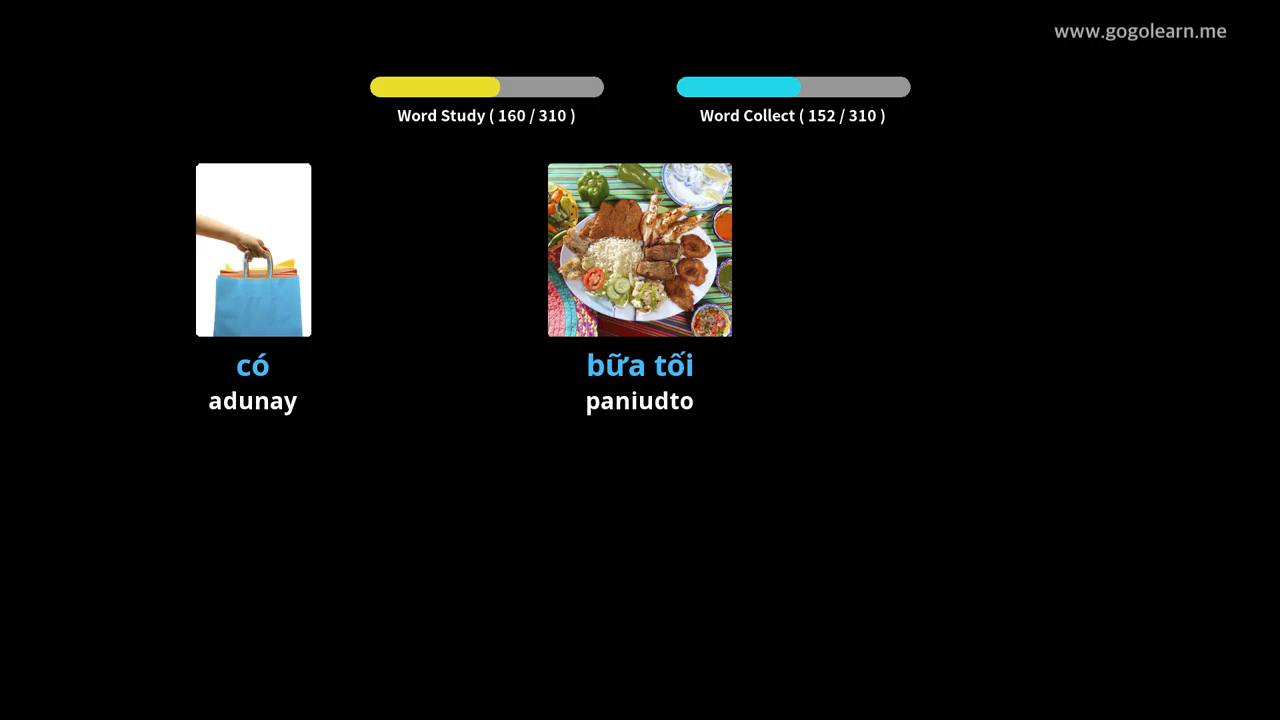 www.gogolearn.me
Word Study ( 160 / 310 )
Word Collect ( 152 / 310 )
có
adunay
bữa tối
paniudto